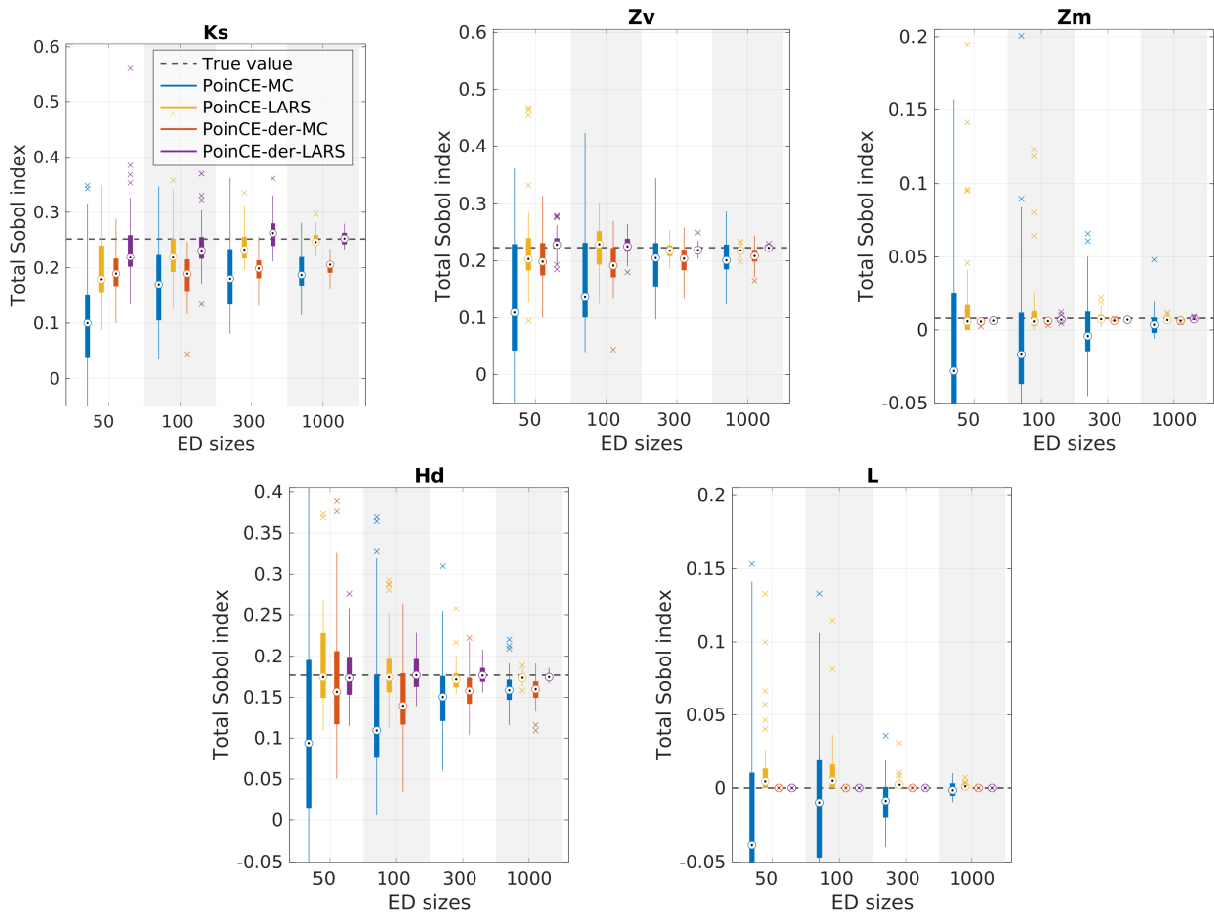 Ks
0.6
0.5
0.4
0.3
0.2
0.1
0
Total Sobol index
True value
PoinCE-MC
PoinCE-LARS
PoinCE-der-MC
PoinCE-der-LARS
50 100 300 1000
ED sizes
Zv
0.6
0.5
0.4
0.3
0.2
0.1
0
Total Sobol index
50 100 300 1000
ED sizes
Zm
0.2
0.15
0.1
0.05
0
-0.05
Total Sobol index
50 100 300 1000
ED sizes
Hd
0.4
0.35
0.3
0.25
0.2
0.15
0.1
0.05
0
-0.05
Total Sobol index
50 100 300 1000
ED sizes
L
0.2
0.15
0.1
0.05
0
-0.05
Total Sobol index
50 100 300 1000
ED sizes